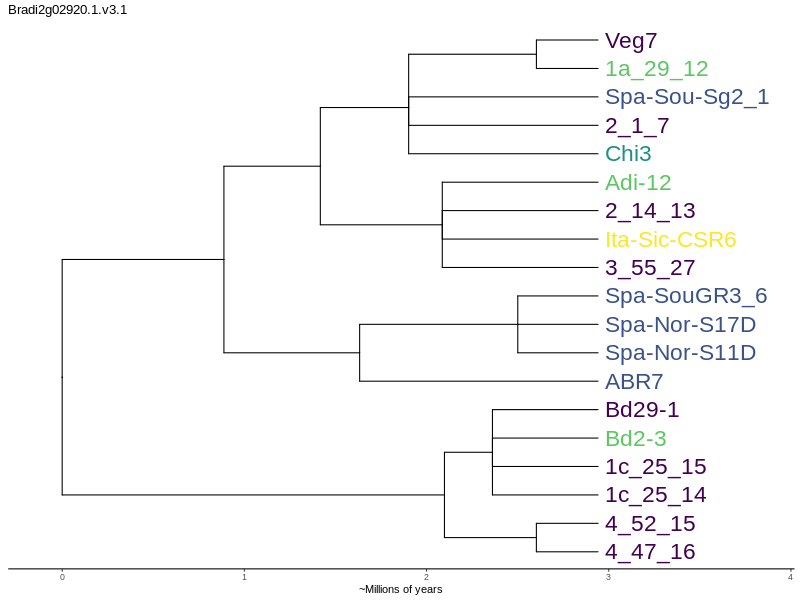 Bradi2g02920.1.v3.1
Veg7
1a_29_12
Spa-Sou-Sg2_1
2_1_7
Chi3
Adi-12
2_14_13
Ita-Sic-CSR6
3_55_27
Spa-SouGR3_6
Spa-Nor-S17D
Spa-Nor-S11D
ABR7
Bd29-1
Bd2-3
1c_25_15
1c_25_14
4_52_15
4_47_16
0 1 2 3 4
~Millions of years